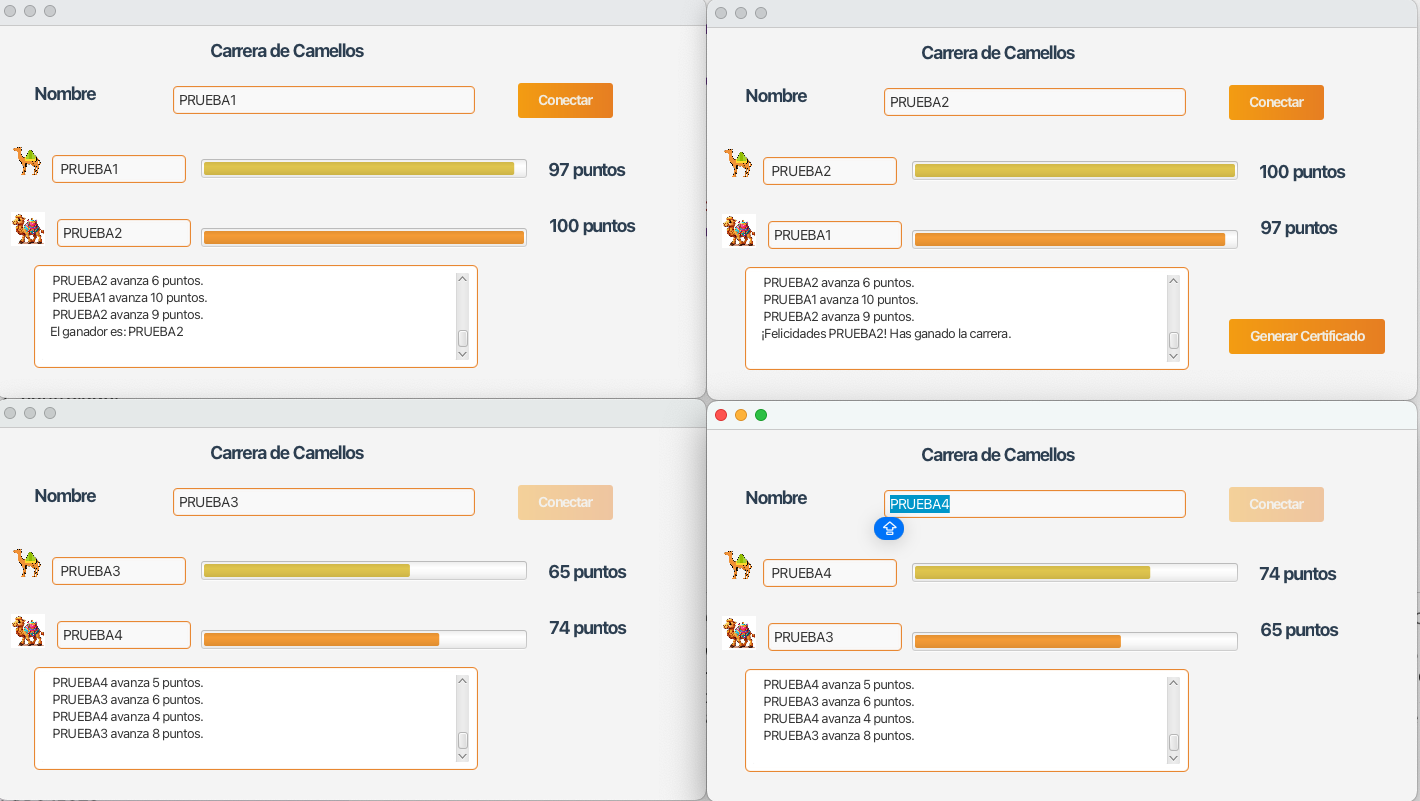 Carrera de Camellos
Nombre
PRUEBA1
Conectar
PRUEBA1
97 puntos
PRUEBA2
100 puntos
PRUEBA2 avanza 6 puntos.
PRUEBA1 avanza 10 puntos.
PRUEBA2 avanza 9 puntos.
El ganador es: PRUEBA2
Carrera de Camellos
Nombre
PRUEBA2
Conectar
PRUEBA2
100 puntos
PRUEBA1
97 puntos
PRUEBA2 avanza 6 puntos.
PRUEBA1 avanza 10 puntos.
PRUEBA2 avanza 9 puntos.
¡Felicidades PRUEBA2! Has ganado la carrera.
Generar Certificado
Carrera de Camellos
Nombre
PRUEBA3
Conectar
PRUEBA3
65 puntos
PRUEBA4
74 puntos
PRUEBA4 avanza 5 puntos.
PRUEBA3 avanza 6 puntos.
PRUEBA4 avanza 4 puntos.
PRUEBA3 avanza 8 puntos.
Carrera de Camellos
Nombre
PRUEBA4
Conectar
PRUEBA4
74 puntos
PRUEBA3
65 puntos
PRUEBA4 avanza 5 puntos.
PRUEBA3 avanza 6 puntos.
PRUEBA4 avanza 4 puntos.
PRUEBA3 avanza 8 puntos.